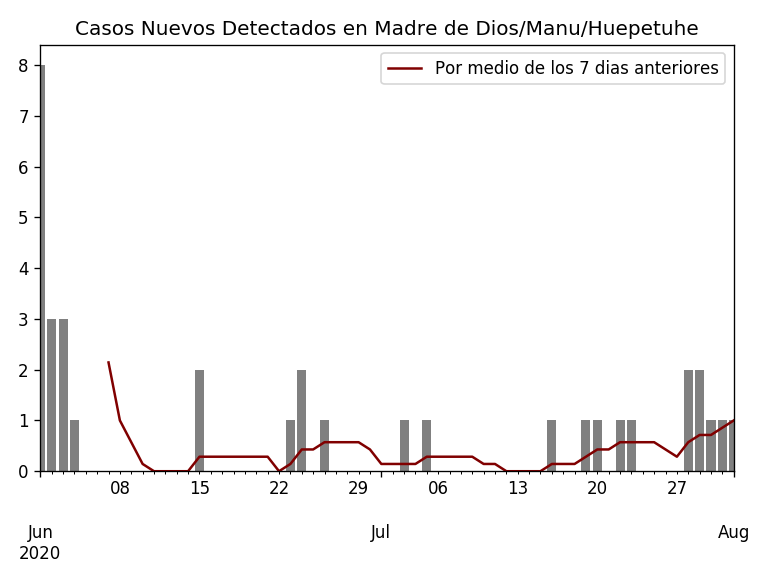 Casos Nuevos Detectados en Madre de Dios/Manu/Huepetuhe
Por medio de los 7 dias anteriores
8
7
6
5
4
3
2
1
0
08 15 22 29 06 13 20 27
Jun Jul Aug
2020